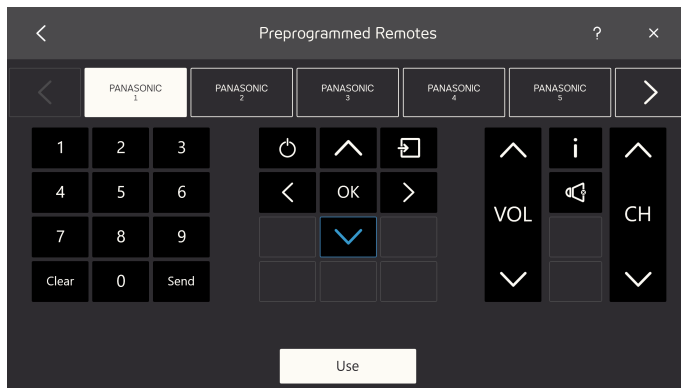 Preprogrammed Remotes ? ×
PANASONIC
1
PANASONIC
2
PANASONIC
3
PANASONIC
4
PANASONIC
5
1 2 3
4 5 6
7 8 9
Clear 0 Send
OK
VOL
i
CH
Use